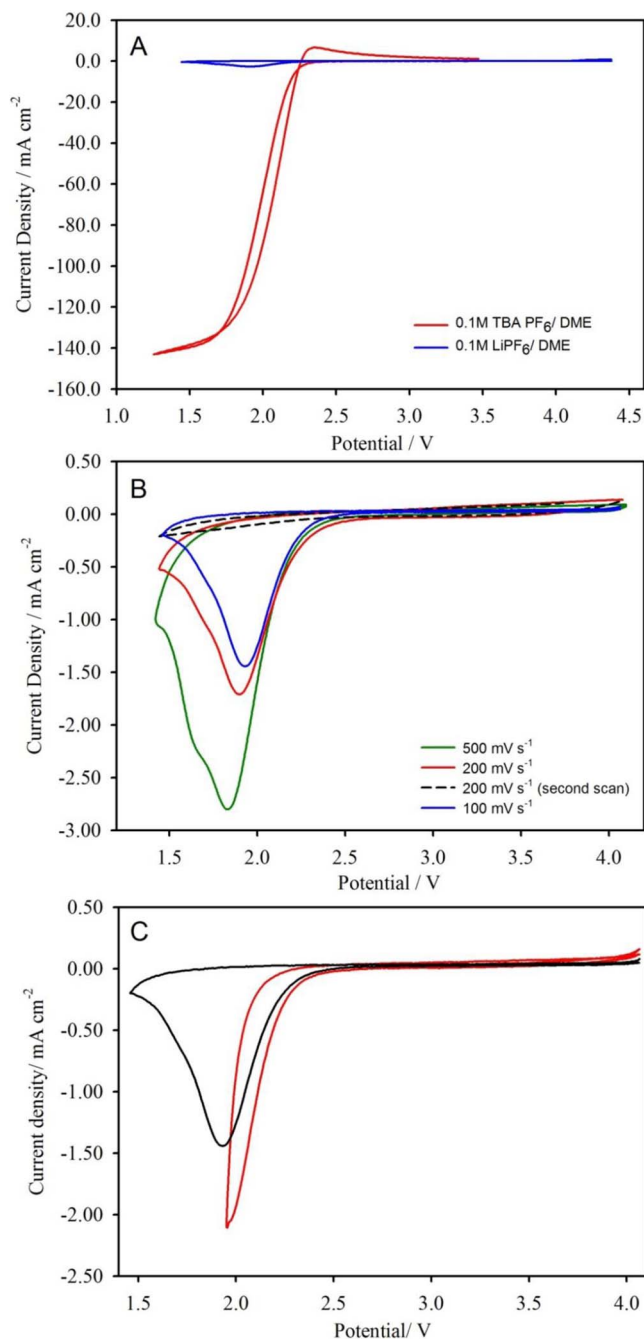 A
20.0
0.0
-20.0
-40.0
-60.0
-80.0
-100.0
-120.0
-140.0
-160.0
Current Density / mA cm⁻²
0.1M TBA PF₆/ DME
0.1M LiPF₆/ DME
1.0 1.5 2.0 2.5 3.0 3.5 4.0 4.5
Potential / V
B
0.50
0.00
-0.50
-1.00
-1.50
-2.00
-2.50
-3.00
Current Density / mA cm⁻²
500 mV s⁻¹
200 mV s⁻¹
200 mV s⁻¹ (second scan)
100 mV s⁻¹
1.5 2.0 2.5 3.0 3.5 4.0
Potential / V
C
0.50
0.00
-0.50
-1.00
-1.50
-2.00
-2.50
Current density/ mA cm⁻²
1.5 2.0 2.5 3.0 3.5 4.0
Potential/ V